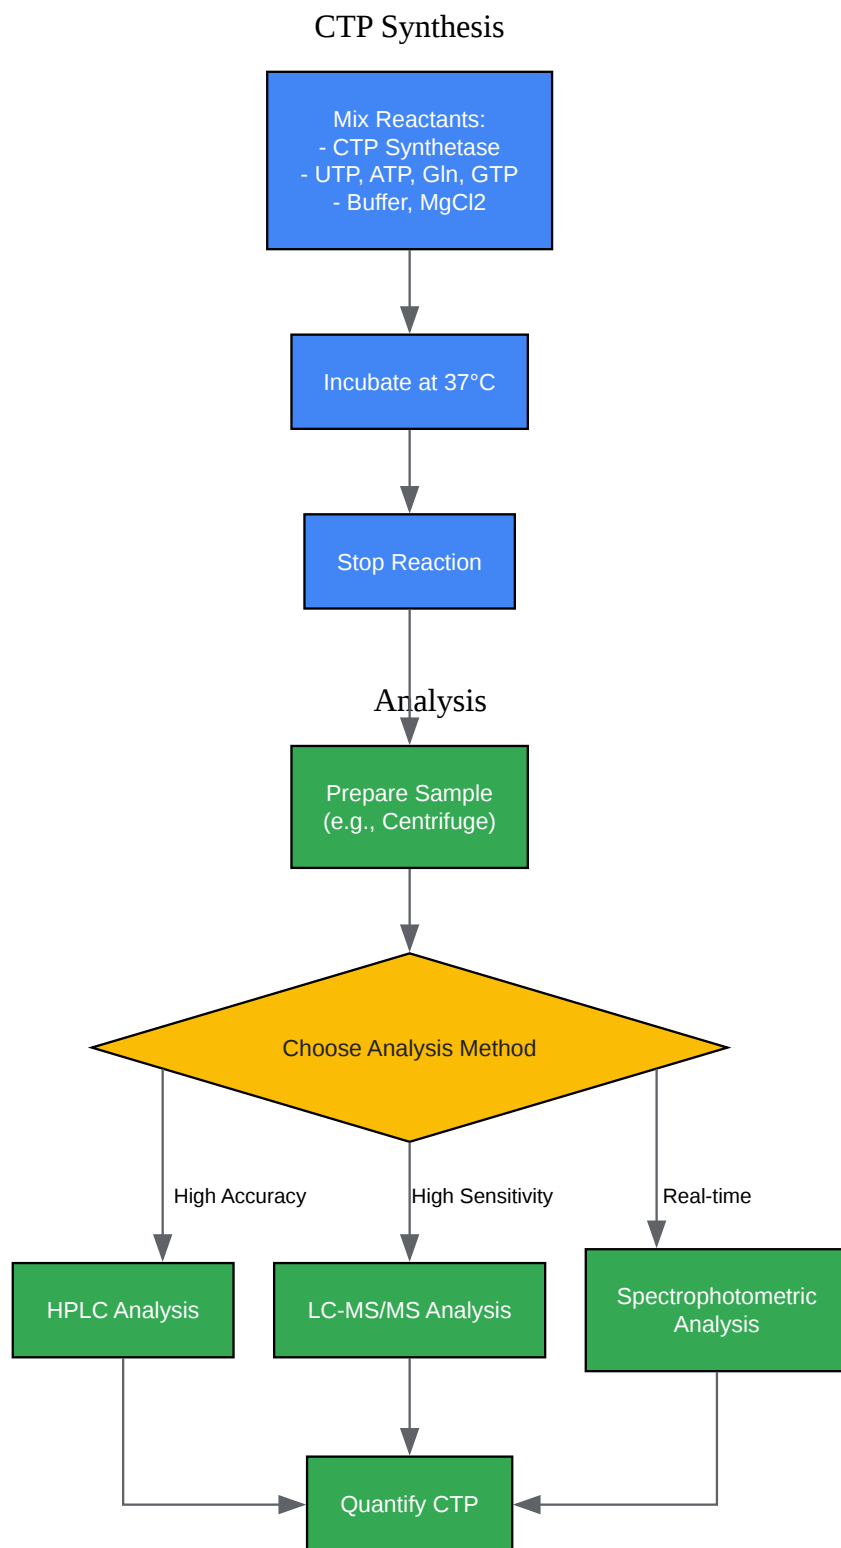 CTP Synthesis
Mix Reactants:
- CTP Synthetase
- UTP, ATP, Gln, GTP
- Buffer, MgCl2
Incubate at 37°C
Stop Reaction
Analysis
Prepare Sample
(e.g., Centrifuge)
Choose Analysis Method
High Accuracy
High Sensitivity
Real-time
HPLC Analysis
LC-MS/MS Analysis
Spectrophotometric
Analysis
Quantify CTP